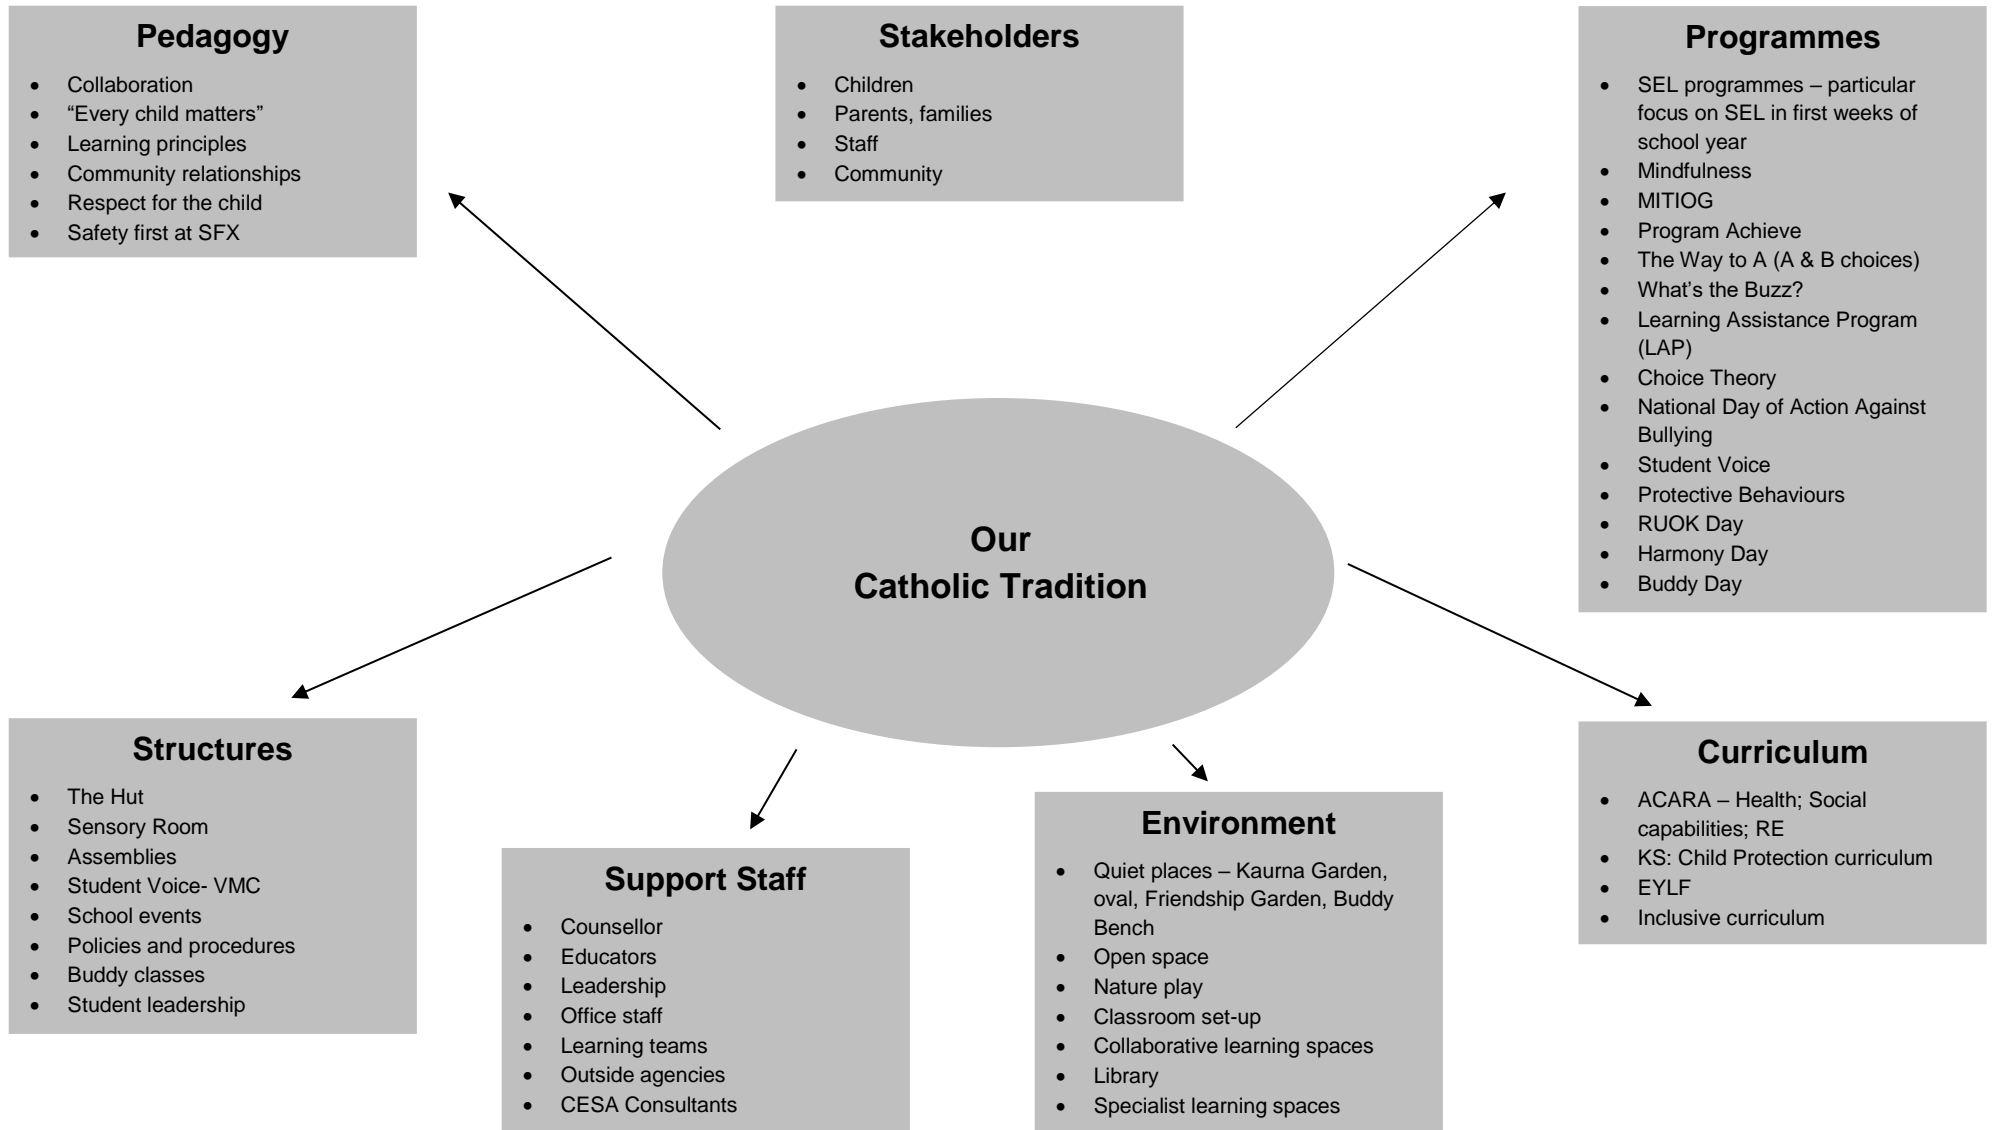 Pedagogy
• Collaboration
• “Every child matters”
• Learning principles
• Community relationships
• Respect for the child
• Safety first at SFX
Stakeholders
• Children
• Parents, families
• Staff
• Community
Programmes
• SEL programmes – particular
focus on SEL in first weeks of
school year
• Mindfulness
• MITIOG
• Program Achieve
• The Way to A (A & B choices)
• What’s the Buzz?
• Learning Assistance Program
(LAP)
• Choice Theory
• National Day of Action Against
Bullying
• Student Voice
• Protective Behaviours
• RUOK Day
• Harmony Day
• Buddy Day
Our
Catholic Tradition
Structures
• The Hut
• Sensory Room
• Assemblies
• Student Voice- VMC
• School events
• Policies and procedures
• Buddy classes
• Student leadership
Support Staff
• Counsellor
• Educators
• Leadership
• Office staff
• Learning teams
• Outside agencies
• CESA Consultants
Environment
• Quiet places – Kaurna Garden,
oval, Friendship Garden, Buddy
Bench
• Open space
• Nature play
• Classroom set-up
• Collaborative learning spaces
• Library
• Specialist learning spaces
Curriculum
• ACARA – Health; Social
capabilities; RE
• KS: Child Protection curriculum
• EYLF
• Inclusive curriculum